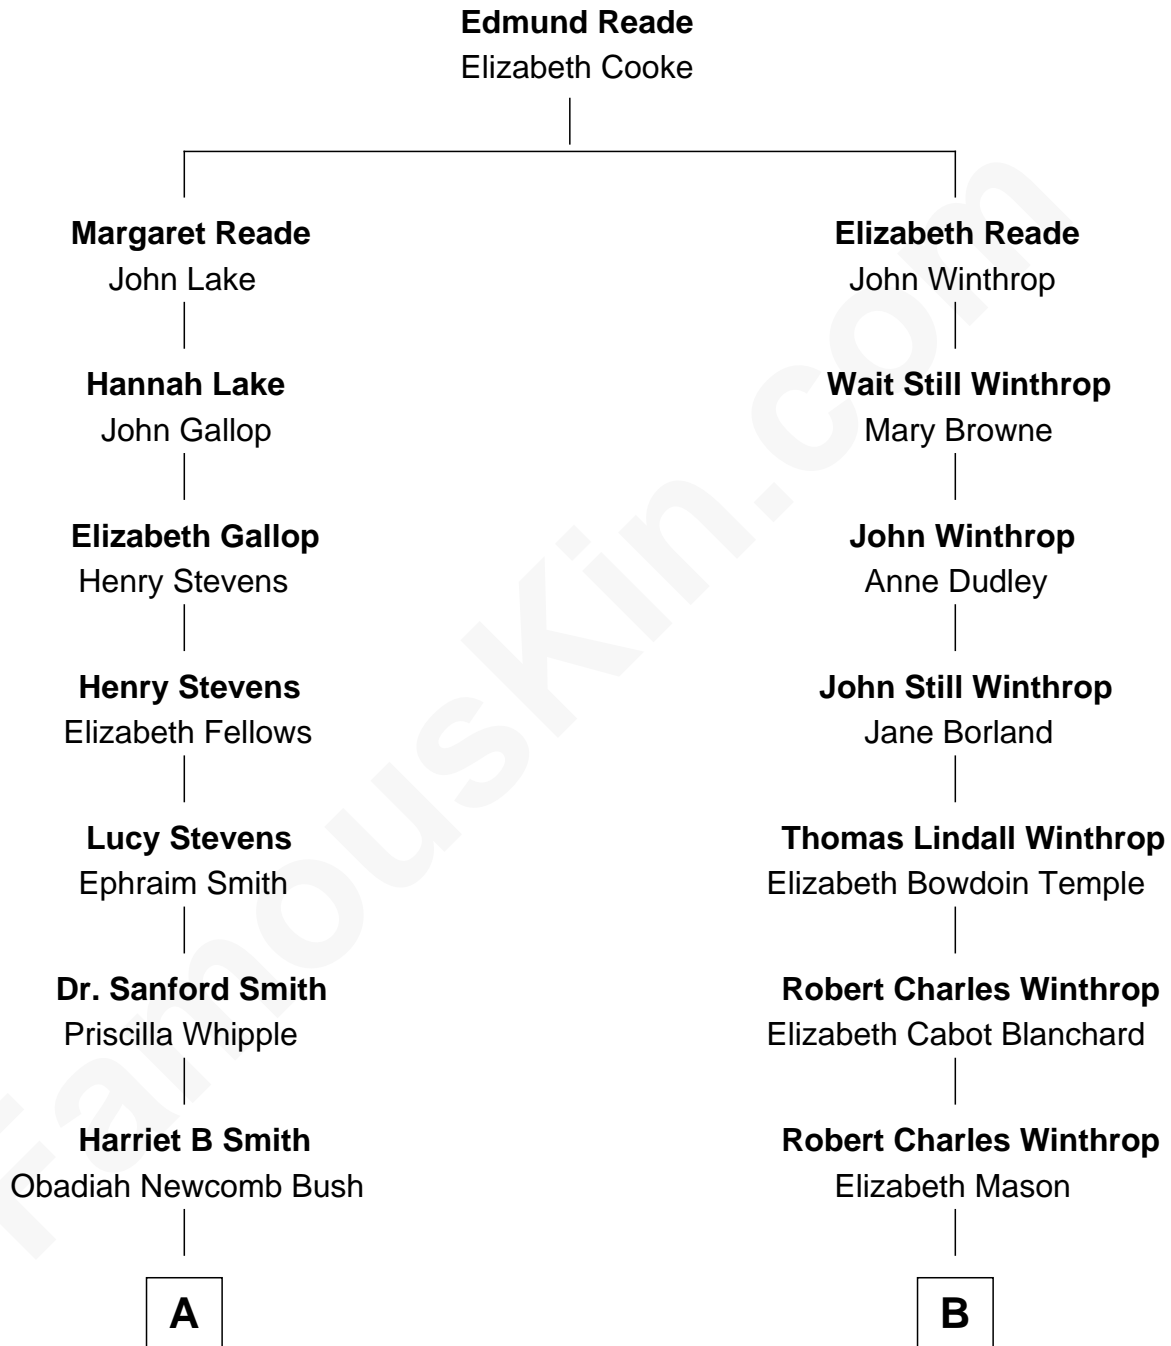 Edmund Reade
Elizabeth Cooke
Margaret Reade
John Lake
Elizabeth Reade
John Winthrop
Hannah Lake
John Gallop
Wait Still Winthrop
Mary Browne
Elizabeth Gallop
Henry Stevens
John Winthrop
Anne Dudley
Henry Stevens
Elizabeth Fellows
John Still Winthrop
Jane Borland
Lucy Stevens
Ephraim Smith
Thomas Lindall Winthrop
Elizabeth Bowdoin Temple
Dr. Sanford Smith
Priscilla Whipple
Robert Charles Winthrop
Elizabeth Cabot Blanchard
Harriet B Smith
Obadiah Newcomb Bush
Robert Charles Winthrop
Elizabeth Mason
A
B
FamousKin.com